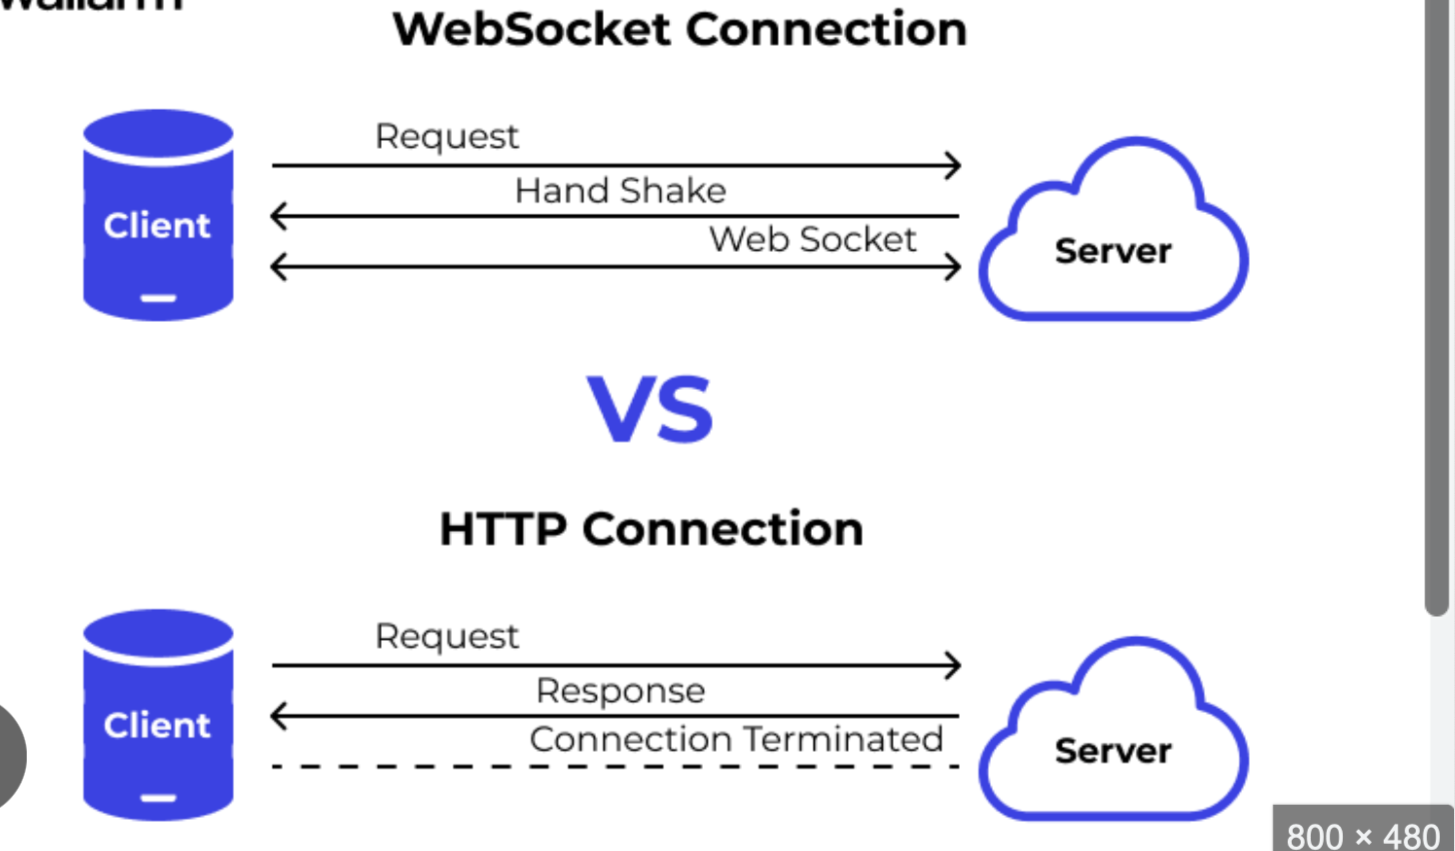 WebSocket Connection
Request
Hand Shake
Client
Web Socket
Server
VS
HTTP Connection
Request
Response
Client
Connection Terminated
Server
800 × 480